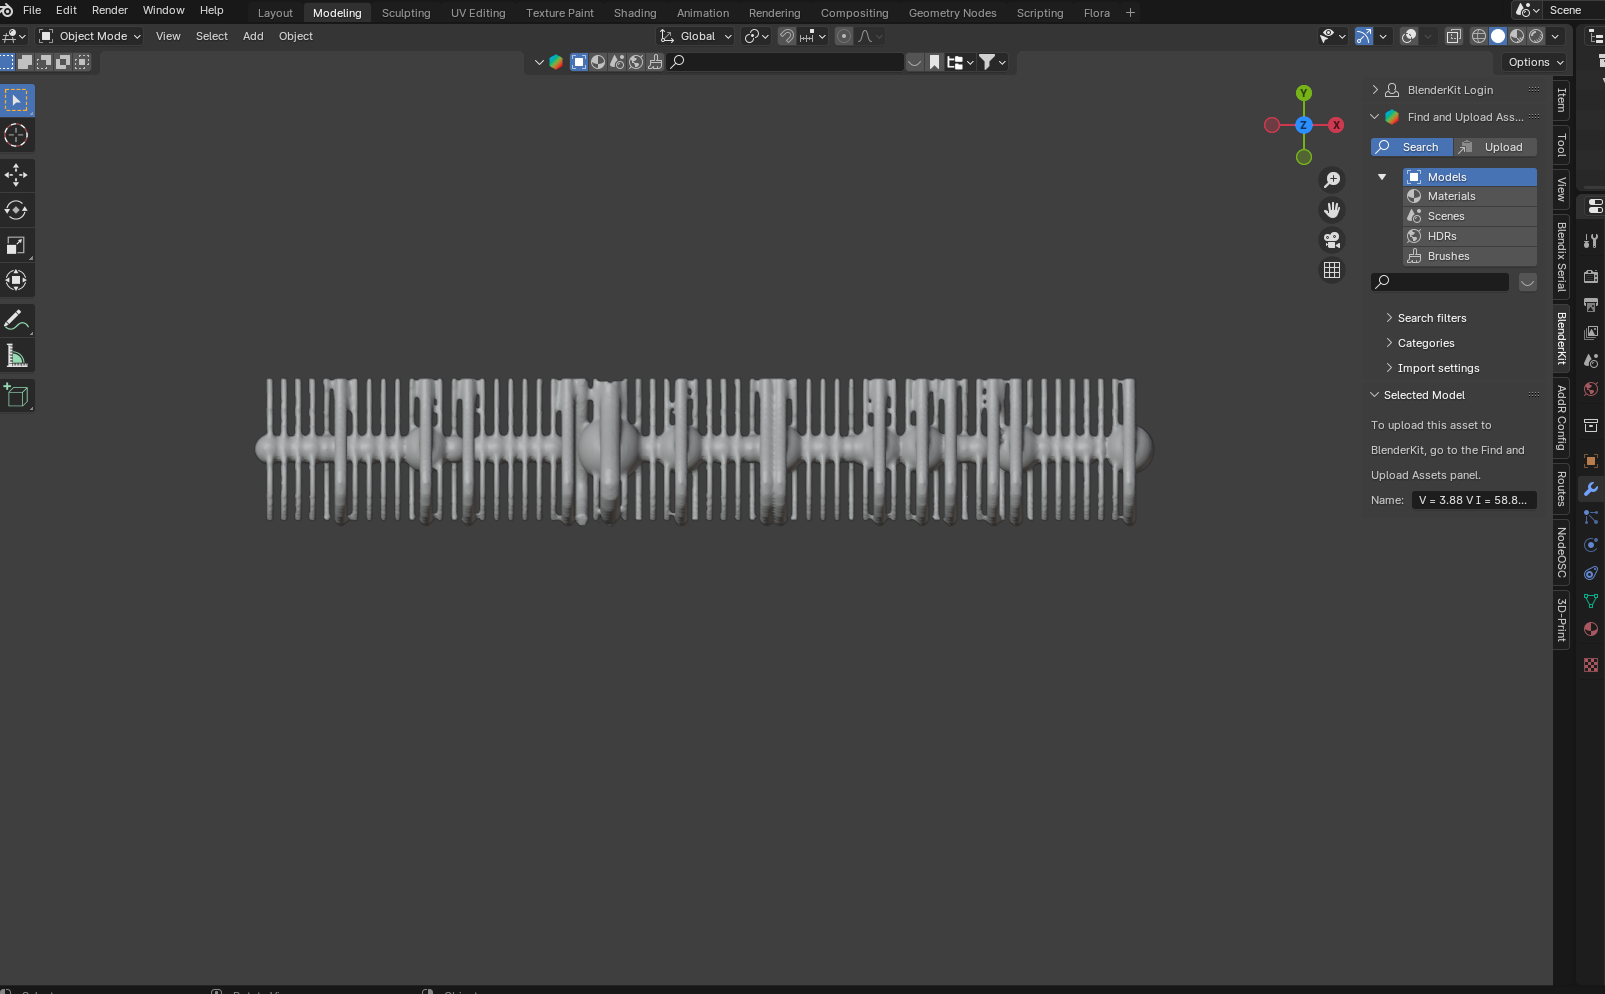 File Edit Render Window Help
Layout Modeling Sculpting UV Editing Texture Paint Shading Animation Rendering Compositing Geometry Nodes Scripting Flora +
Scene
Object Mode View Select Add Object
Global
Options
Y
Z X
BlenderKit Login
Find and Upload Ass...
Search Upload
Models
Materials
Scenes
HDRs
Brushes
Search filters
Categories
Import settings
Selected Model
To upload this asset to
BlenderKit, go to the Find and
Upload Assets panel.
Name: V = 3.88 V I = 58.8...
Item
Tool
View
Blendix Serial
BlenderKit
AddR Config
Routes
NodeOSC
3D-Print